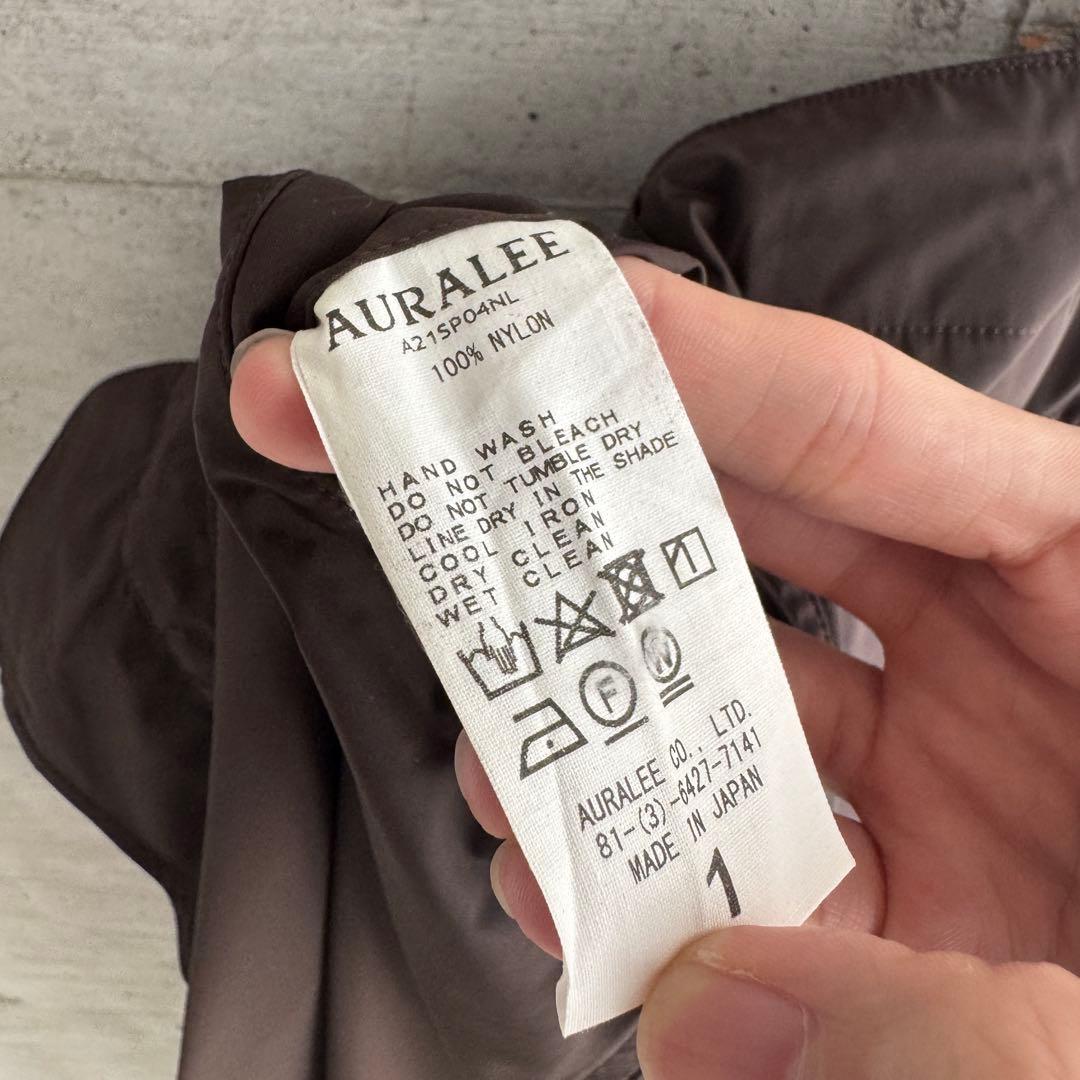 AURALEE
A21SP04NL
100% NYLON
HAND WASH
DO NOT BLEACH
DO NOT TUMBLE DRY
LINE DRY IN THE SHADE
COOL IRON
DRY CLEAN
WET CLEAN
F W
AURALEE CO., LTD.
81-(3)-6427-7141
MADE IN JAPAN
1